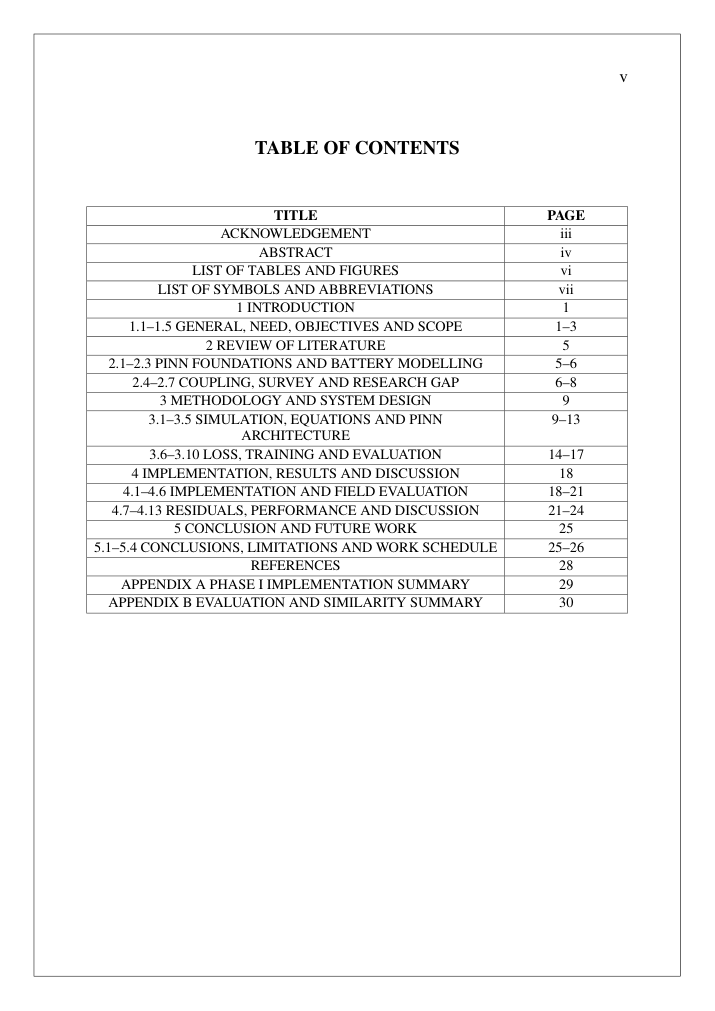 v
TABLE OF CONTENTS
TITLE PAGE
ACKNOWLEDGEMENT iii
ABSTRACT iv
LIST OF TABLES AND FIGURES vi
LIST OF SYMBOLS AND ABBREVIATIONS vii
1 INTRODUCTION 1
1.1–1.5 GENERAL, NEED, OBJECTIVES AND SCOPE 1–3
2 REVIEW OF LITERATURE 5
2.1–2.3 PINN FOUNDATIONS AND BATTERY MODELLING 5–6
2.4–2.7 COUPLING, SURVEY AND RESEARCH GAP 6–8
3 METHODOLOGY AND SYSTEM DESIGN 9
3.1–3.5 SIMULATION, EQUATIONS AND PINN 9–13
ARCHITECTURE
3.6–3.10 LOSS, TRAINING AND EVALUATION 14–17
4 IMPLEMENTATION, RESULTS AND DISCUSSION 18
4.1–4.6 IMPLEMENTATION AND FIELD EVALUATION 18–21
4.7–4.13 RESIDUALS, PERFORMANCE AND DISCUSSION 21–24
5 CONCLUSION AND FUTURE WORK 25
5.1–5.4 CONCLUSIONS, LIMITATIONS AND WORK SCHEDULE 25–26
REFERENCES 28
APPENDIX A PHASE I IMPLEMENTATION SUMMARY 29
APPENDIX B EVALUATION AND SIMILARITY SUMMARY 30